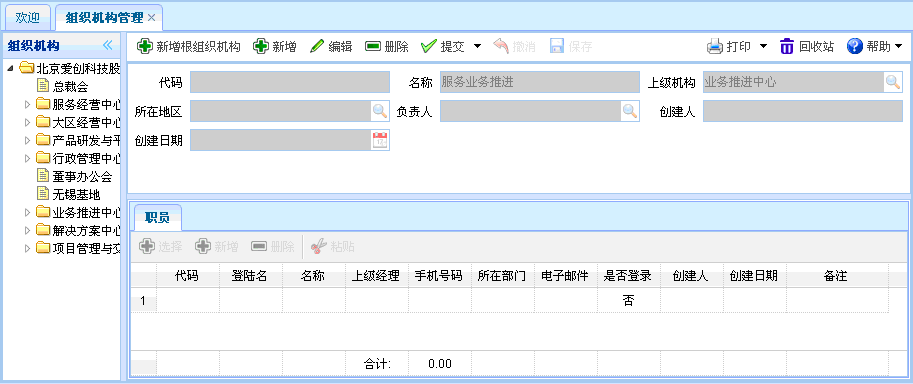 欢迎 组织机构管理
组织机构
新增根组织机构 新增 编辑 删除 提交 撤消 保存 打印 回收站 帮助
北京爱创科技股
总裁会
服务经营中心
大区经营中心
产品研发与平
行政管理中心
董事办公会
无锡基地
业务推进中心
解决方案中心
项目管理与交
代码 名称 服务业务推进 上级机构 业务推进中心
所在地区 负责人 创建人
创建日期
职员
选择 新增 删除 粘贴
代码 登陆名 名称 上级经理 手机号码 所在部门 电子邮件 是否登录 创建人 创建日期 备注
1 否
合计: 0.00